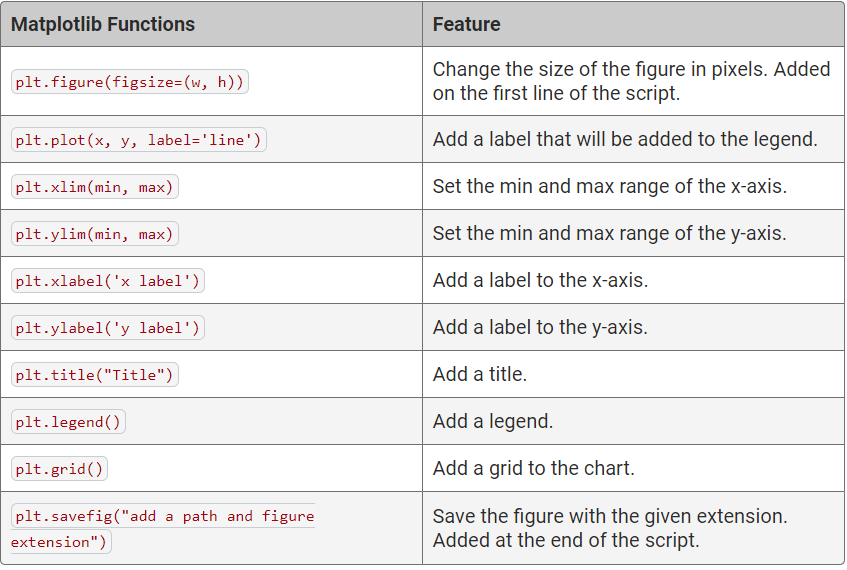 Matplotlib Functions Feature
plt.figure(figsize=(w, h)) Change the size of the figure in pixels. Added
on the first line of the script.
plt.plot(x, y, label='line') Add a label that will be added to the legend.
plt.xlim(min, max) Set the min and max range of the x-axis.
plt.ylim(min, max) Set the min and max range of the y-axis.
plt.xlabel('x label') Add a label to the x-axis.
plt.ylabel('y label') Add a label to the y-axis.
plt.title("Title") Add a title.
plt.legend() Add a legend.
plt.grid() Add a grid to the chart.
plt.savefig("add a path and figure
extension")
Save the figure with the given extension.
Added at the end of the script.